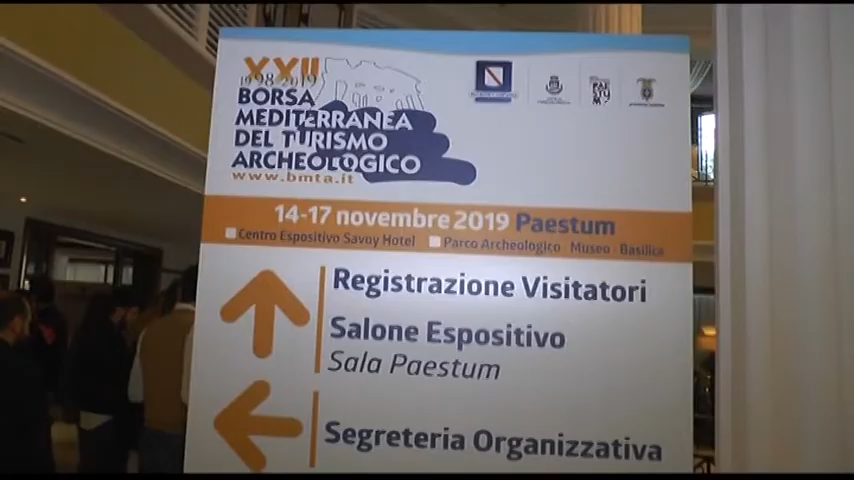 XXII
1998-2019
BORSA
MEDITERRANEA
DEL TURISMO
ARCHEOLOGICO
www.bmta.it
PAESTUM
14-17 novembre 2019 Paestum
Centro Espositivo Savoy Hotel Parco Archeologico · Museo · Basilica
Registrazione Visitatori
Salone Espositivo
Sala Paestum
Segreteria Organizzativa